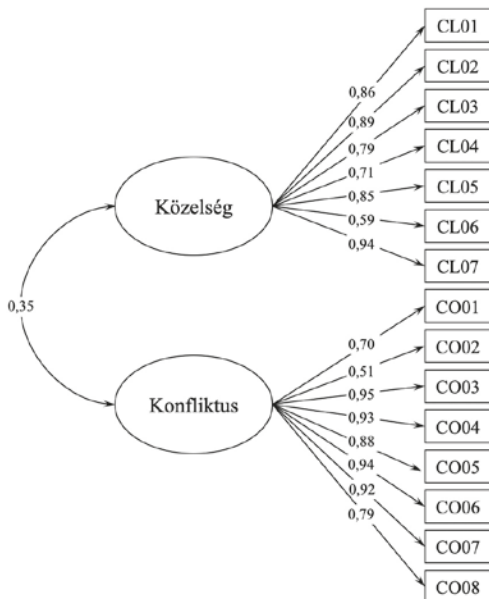 CL01
0,86
CL02
0,89
CL03
0,79
CL04
0,71
CL05
0,85
CL06
0,59
CL07
0,94
Közelség
0,35
CO01
0,70
CO02
0,51
CO03
0,95
CO04
0,93
CO05
0,88
CO06
0,94
CO07
0,92
CO08
0,79
Konfliktus